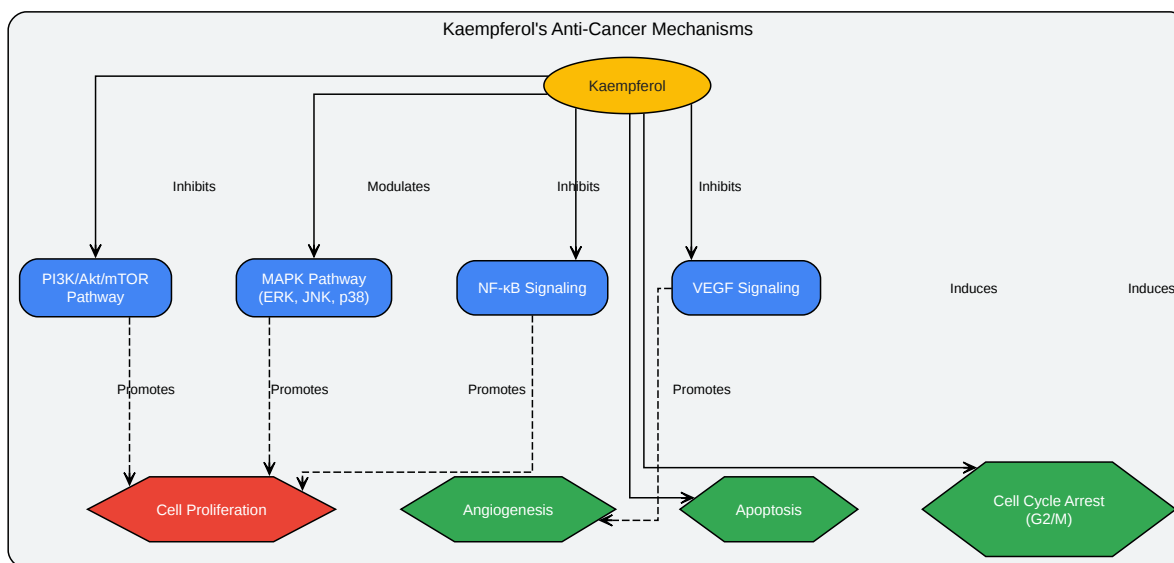 Kaempferol's Anti-Cancer Mechanisms
Kaempferol
Inhibits
Modulates
Inhibits
Inhibits
PI3K/Akt/mTOR
Pathway
MAPK Pathway
(ERK, JNK, p38)
NF-κB Signaling
VEGF Signaling
Induces
Induces
Promotes
Promotes
Promotes
Promotes
Cell Proliferation
Angiogenesis
Apoptosis
Cell Cycle Arrest
(G2/M)